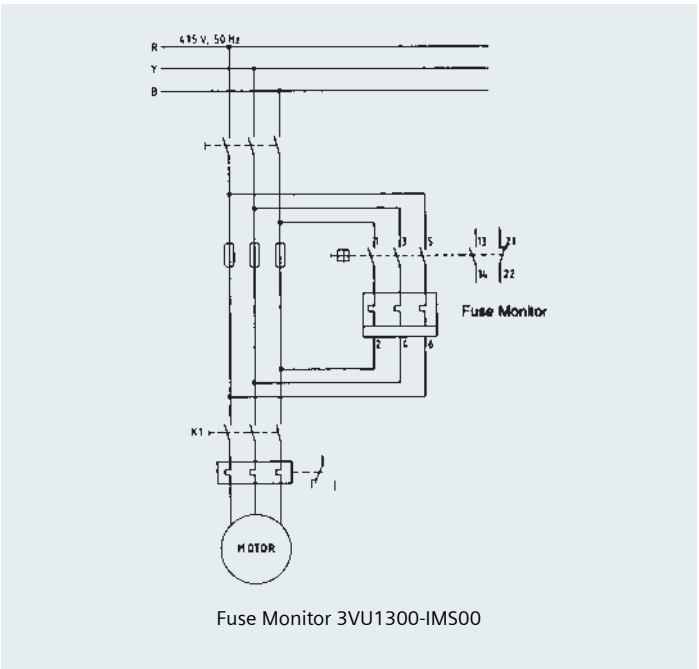 415 V, 50 Hz
R
Y
B
1 3 5 13 21
14 22
Fuse Monitor
2 4 6
K1
MOTOR
Fuse Monitor 3VU1300-IMS00